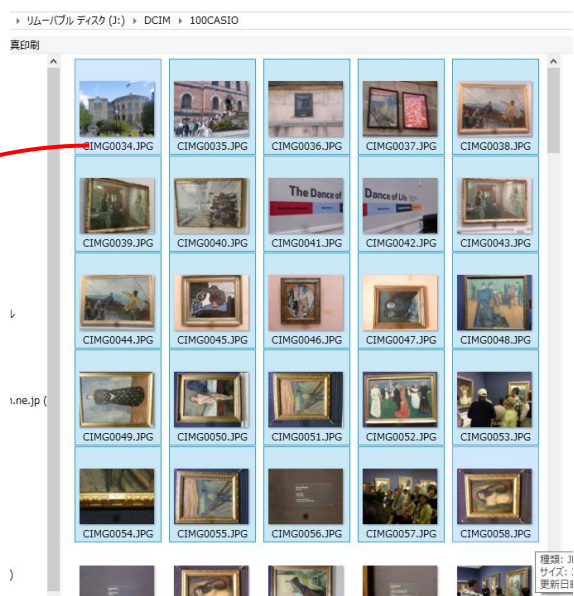 › リムーバブル ディスク (J:) › DCIM › 100CASIO
真印刷
CIMG0034.JPG CIMG0035.JPG CIMG0036.JPG CIMG0037.JPG CIMG0038.JPG
The Dance of Dance of Life
CIMG0039.JPG CIMG0040.JPG CIMG0041.JPG CIMG0042.JPG CIMG0043.JPG
ル
CIMG0044.JPG CIMG0045.JPG CIMG0046.JPG CIMG0047.JPG CIMG0048.JPG
.ne.jp (
CIMG0049.JPG CIMG0050.JPG CIMG0051.JPG CIMG0052.JPG CIMG0053.JPG
CIMG0054.JPG CIMG0055.JPG CIMG0056.JPG CIMG0057.JPG CIMG0058.JPG
種類:
)
サイズ:
更新日